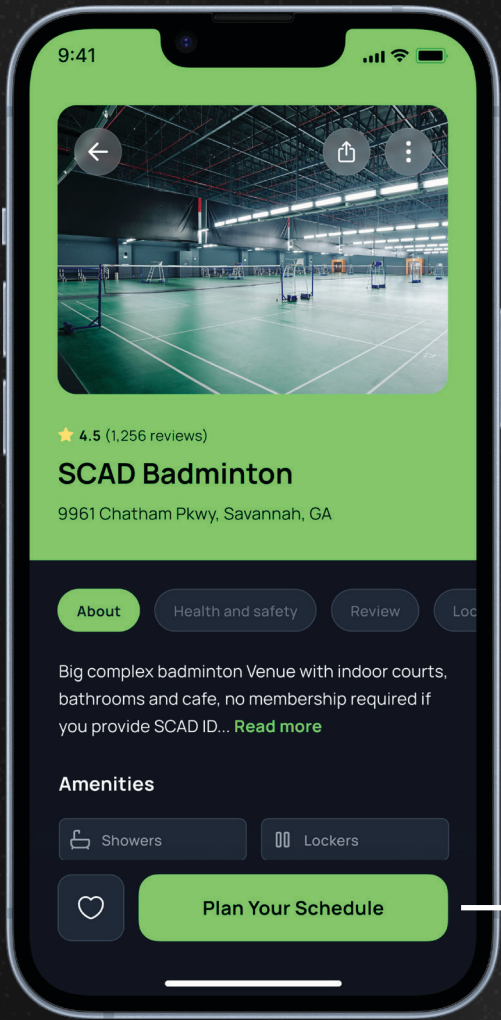 9:41
4.5 (1,256 reviews)
SCAD Badminton
9961 Chatham Pkwy, Savannah, GA
About Health and safety Review Loc
Big complex badminton Venue with indoor courts,
bathrooms and cafe, no membership required if
you provide SCAD ID... Read more
Amenities
Showers Lockers
Plan Your Schedule